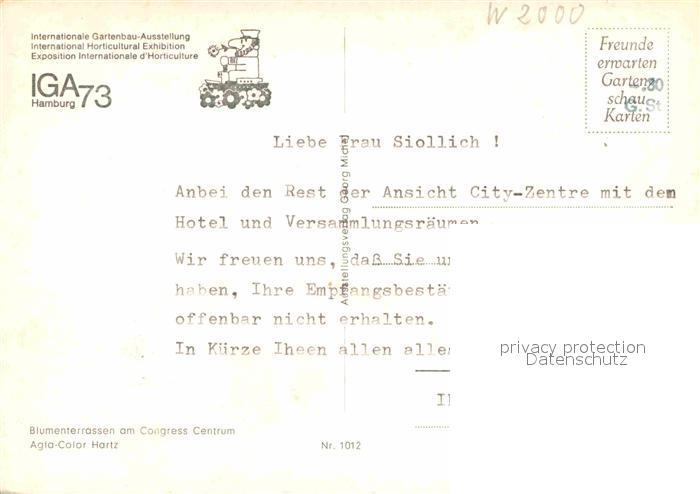 W 2000
Internationale Gartenbau-Ausstellung
International Horticultural Exhibition
Exposition Internationale d'Horticulture
IGA 73
Hamburg
Freunde
erwarten
Gartenschau
Karten
-.80
G. St
Liebe Frau Siollich !
Anbei den Rest der Ansicht City-Zentre mit dem
Hotel und Versammlungsräumen
Wir freuen uns, daß Sie
haben, Ihre
offenbar nicht erhalten.
In Kürze Iheen allen
Ausstellungsverlag Georg Michel
privacy protection
Datenschutz
Blumenterrassen am Congress Centrum
Agfa-Color Hartz
Nr. 1012